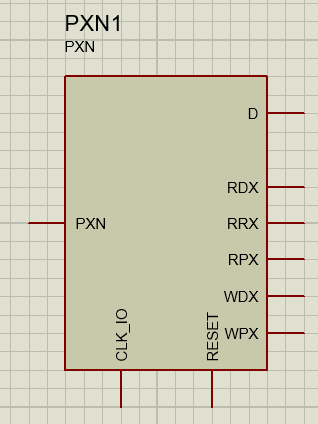 PXN1
PXN
D
RDX
PXN
RRX
RPX
WDX
WPX
CLK_IO
RESET